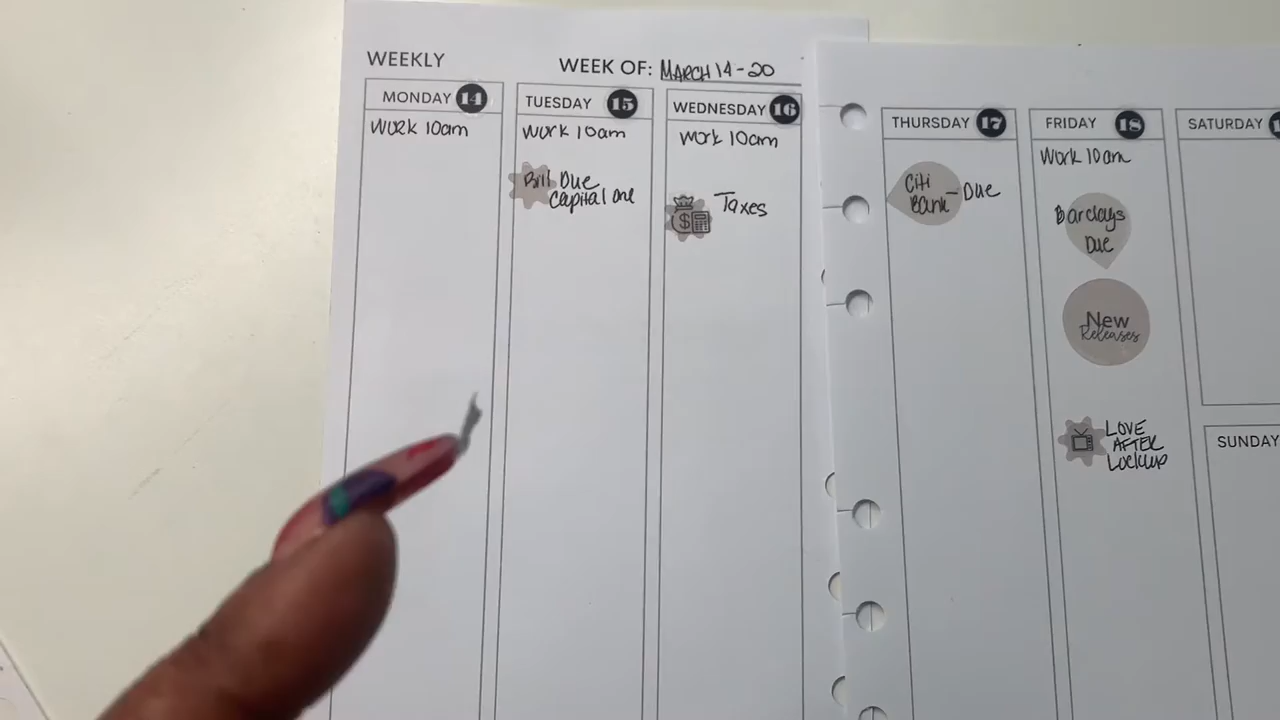 WEEKLY
WEEK OF: MARCH 14-20
MONDAY 14
WORK 10am
TUESDAY 15
WORK 10am
Bill Due
Capital One
WEDNESDAY 16
WORK 10am
Taxes
THURSDAY 17
Citi
Bank - Due
FRIDAY 18
Work 10am
Barclays
Due
New
Releases
LOVE
AFTER
LOCKUP
SATURDAY
SUNDAY